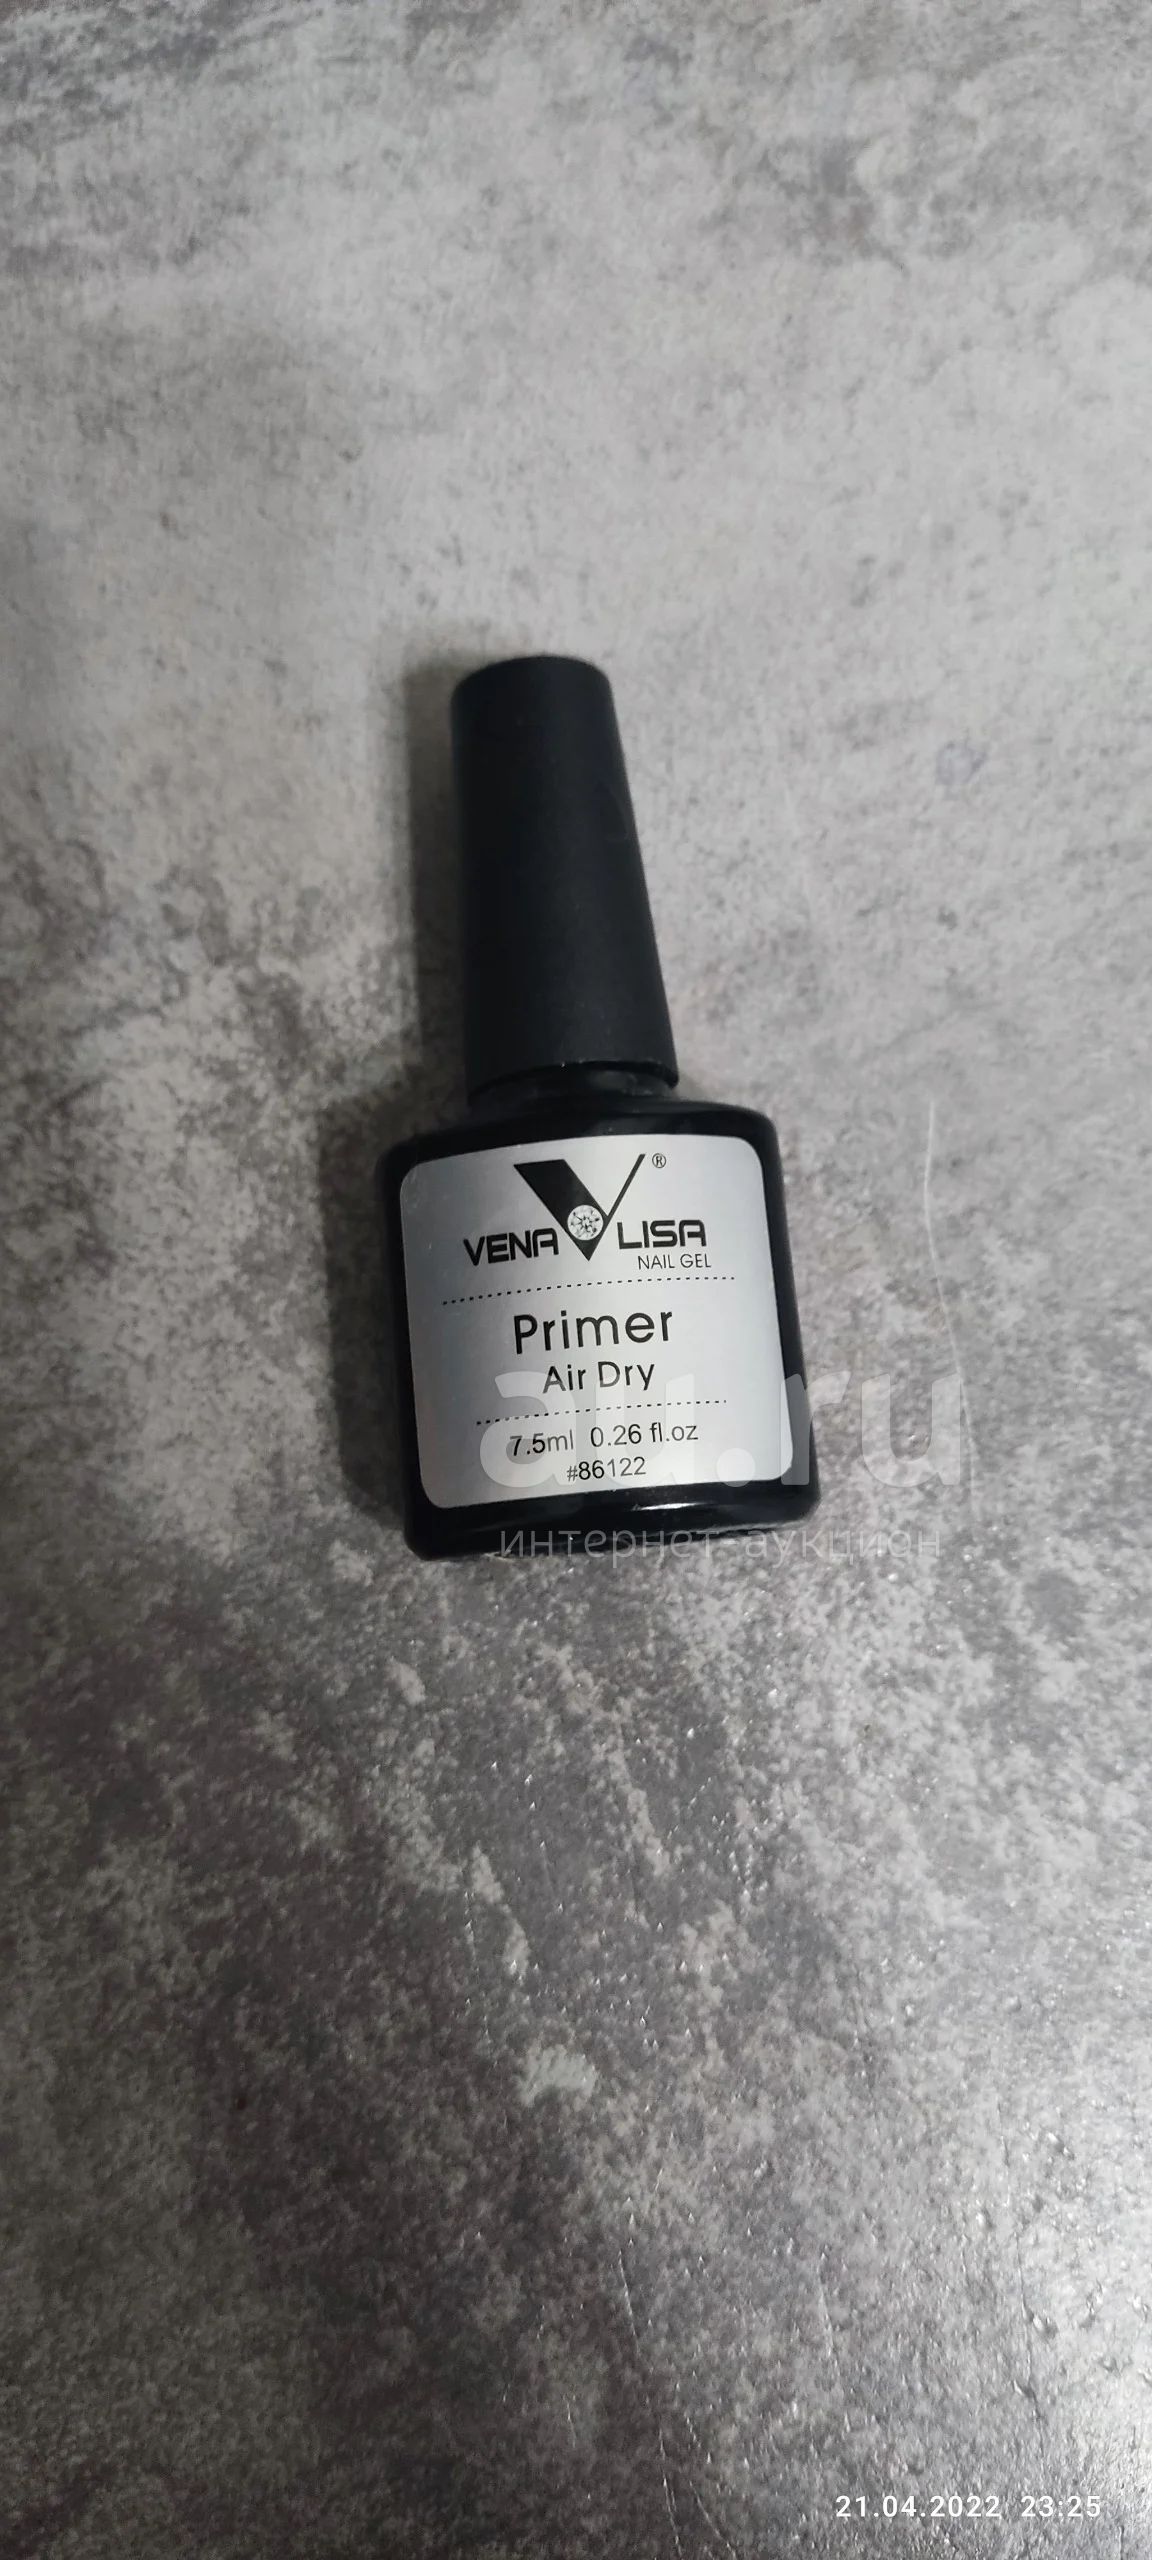 VENA LISA ®
NAIL GEL
Primer
Air Dry
7.5ml 0.26 fl.oz
#86122
au.ru
интернет-аукцион
21.04.2022 23:25